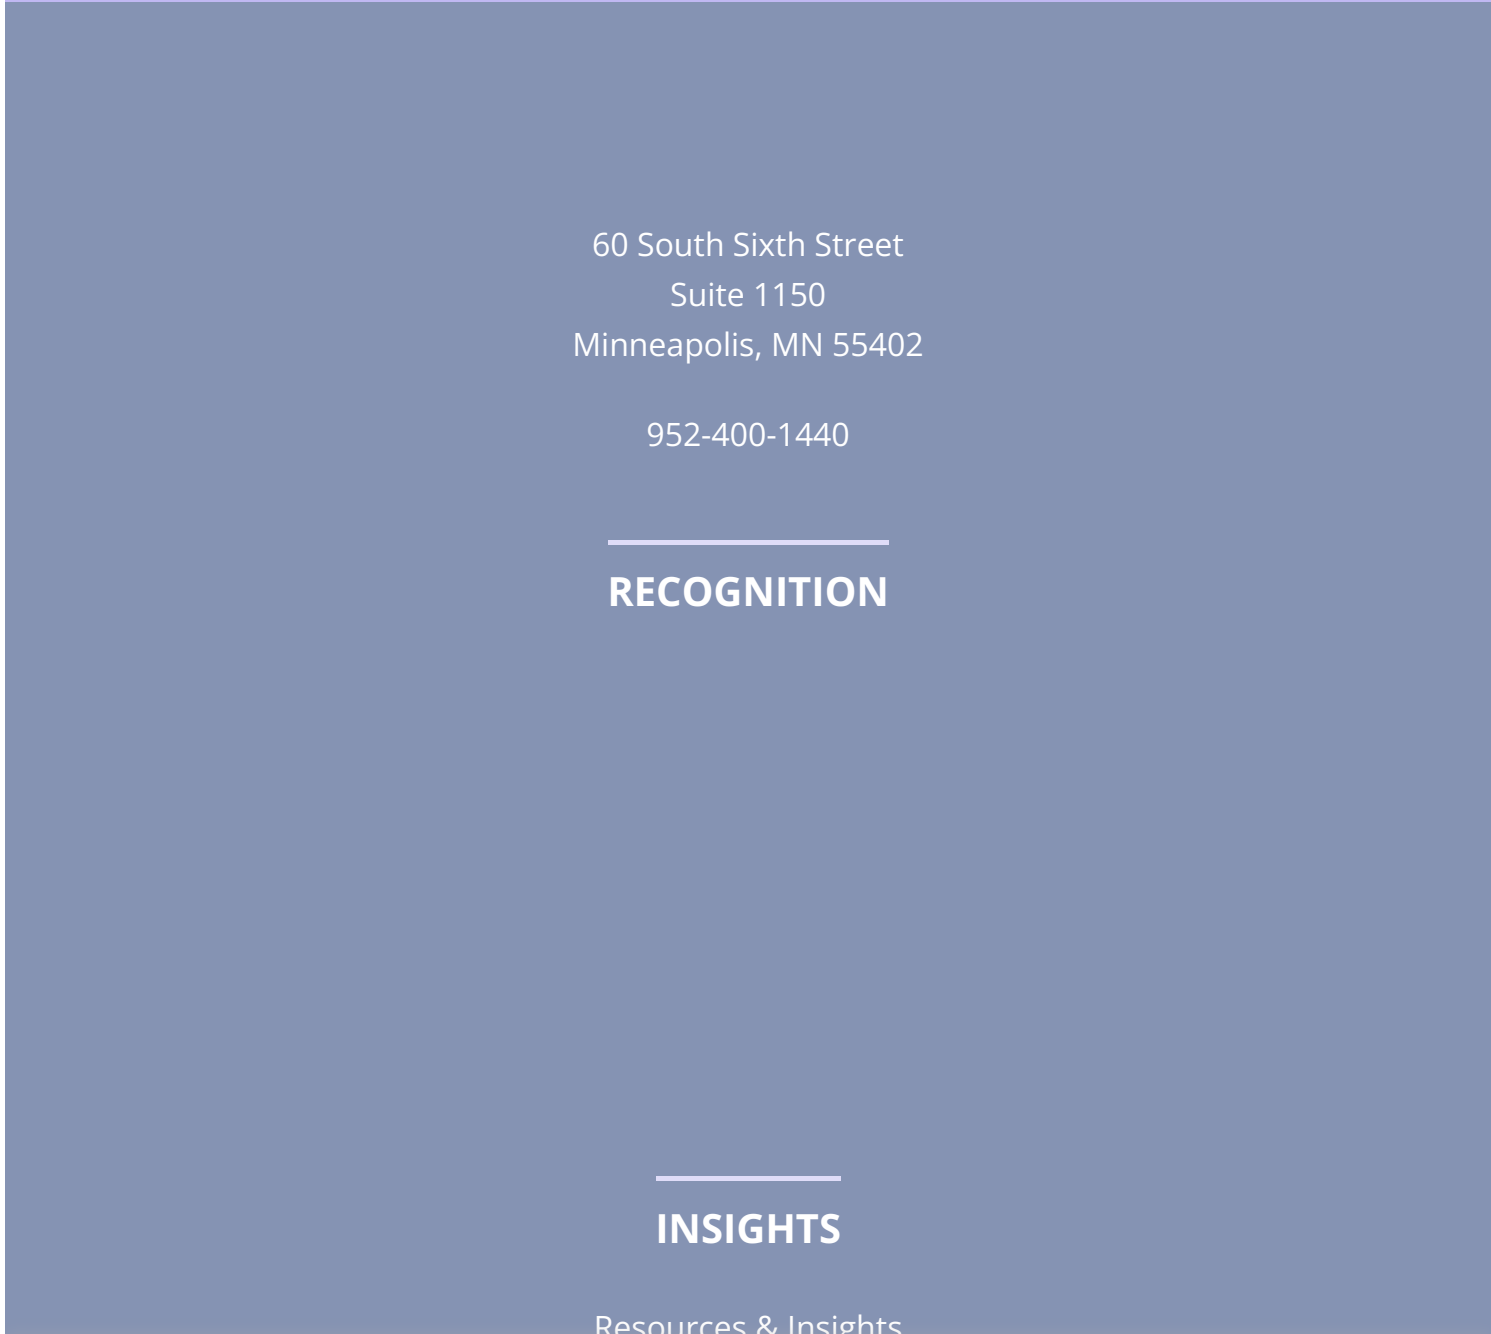 60 South Sixth Street
Suite 1150
Minneapolis, MN 55402
952-400-1440
RECOGNITION
INSIGHTS
Resources & Insights